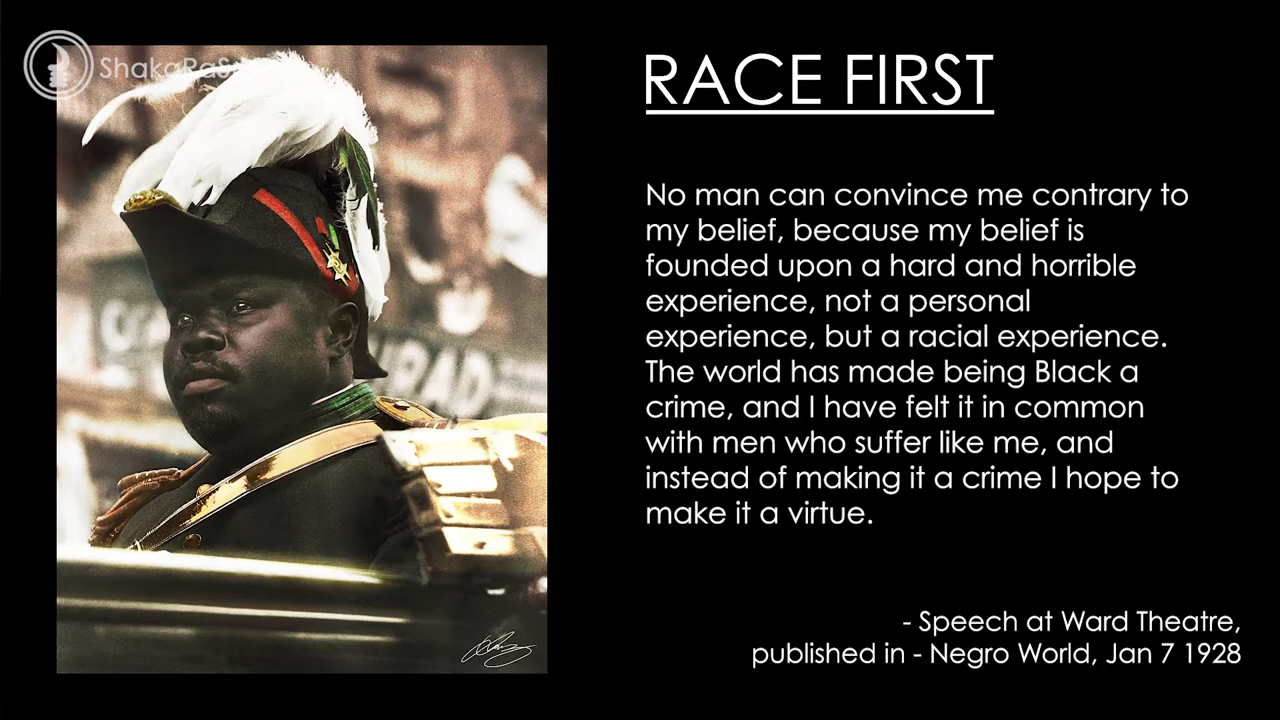 RACE FIRST
No man can convince me contrary to
my belief, because my belief is
founded upon a hard and horrible
experience, not a personal
experience, but a racial experience.
The world has made being Black a
crime, and I have felt it in common
with men who suffer like me, and
instead of making it a crime I hope to
make it a virtue.
- Speech at Ward Theatre,
published in - Negro World, Jan 7 1928